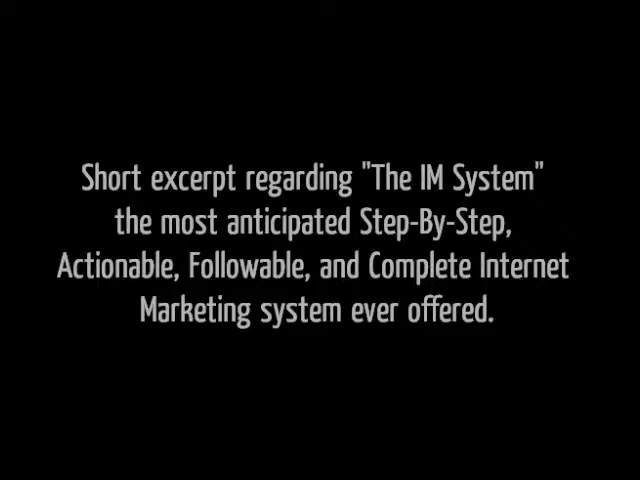 Short excerpt regarding "The IM System"
the most anticipated Step-By-Step,
Actionable, Followable, and Complete Internet
Marketing system ever offered.